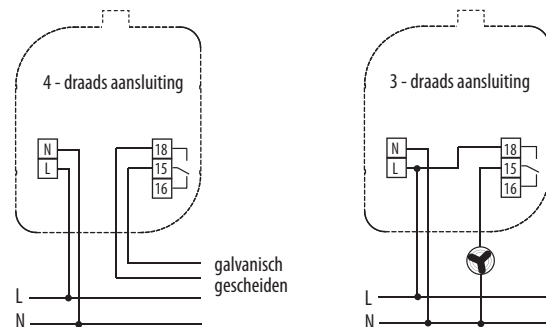 4 - draads aansluiting
N
L
18
15
16
galvanisch
gescheiden
L
N
3 - draads aansluiting
N
L
18
15
16
L
N